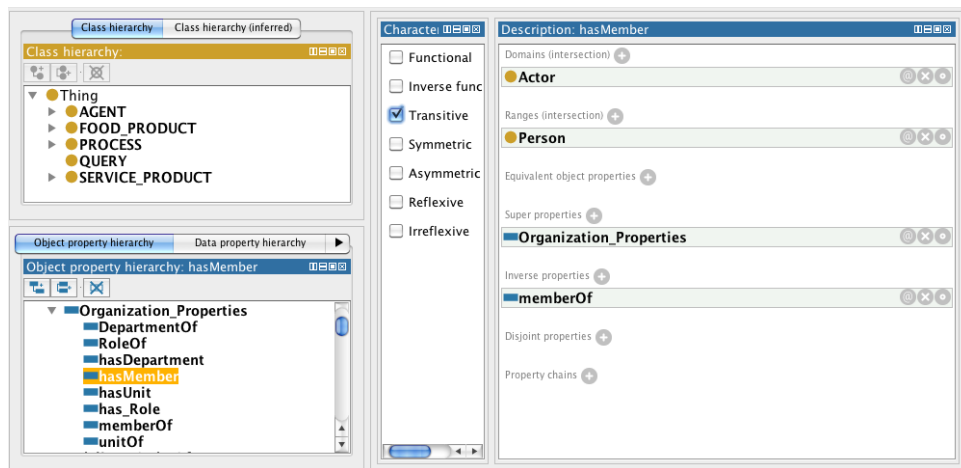 Class hierarchy
Class hierarchy (inferred)
Class hierarchy:
Thing
AGENT
FOOD_PRODUCT
PROCESS
QUERY
SERVICE_PRODUCT
Object property hierarchy
Data property hierarchy
Object property hierarchy: hasMember
Organization_Properties
DepartmentOf
RoleOf
hasDepartment
hasMember
hasUnit
has_Role
memberOf
unitOf
Characte
Functional
Inverse func
Transitive
Symmetric
Asymmetric
Reflexive
Irreflexive
Description: hasMember
Domains (intersection)
Actor
Ranges (intersection)
Person
Equivalent object properties
Super properties
Organization_Properties
Inverse properties
memberOf
Disjoint properties
Property chains